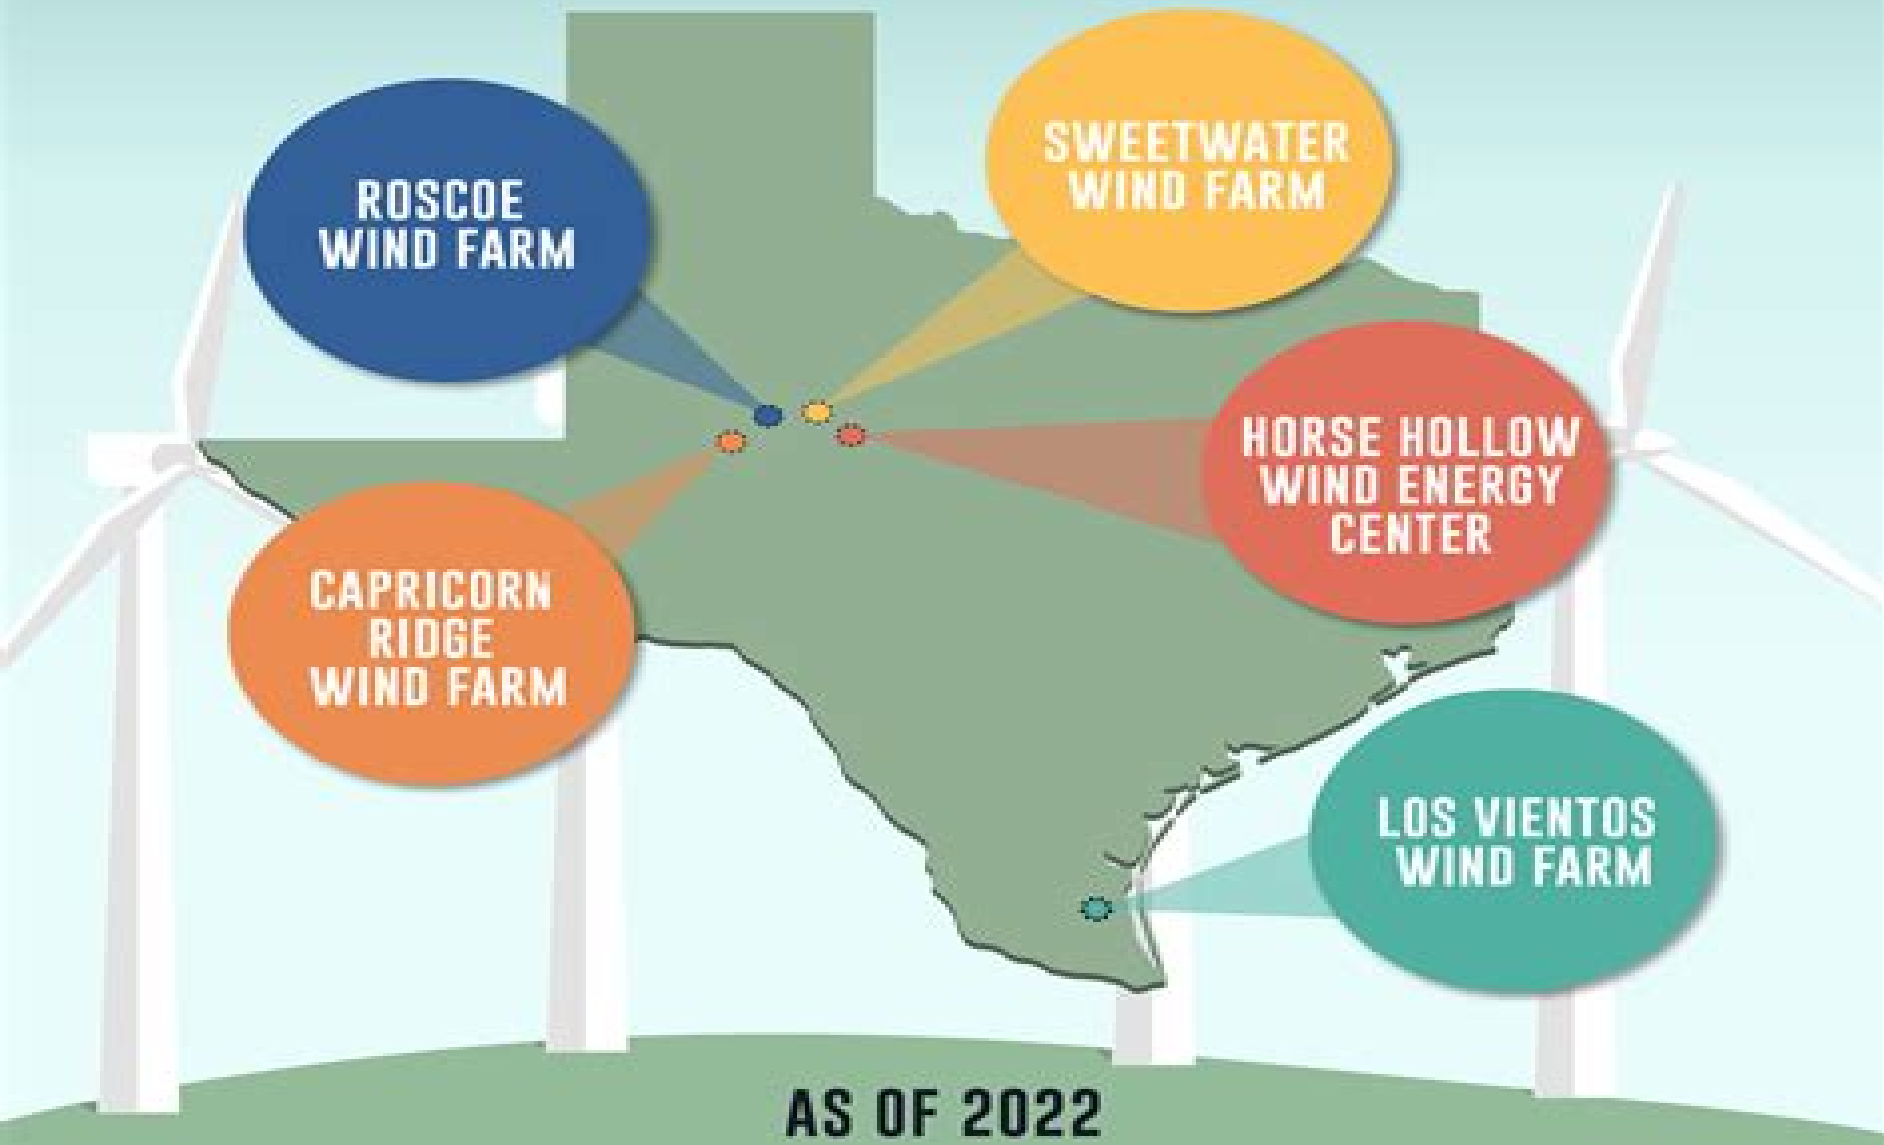 ROSCOE
WIND FARM
SWEETWATER
WIND FARM
HORSE HOLLOW
WIND ENERGY
CENTER
CAPRICORN
RIDGE
WIND FARM
LOS VIENTOS
WIND FARM
AS OF 2022